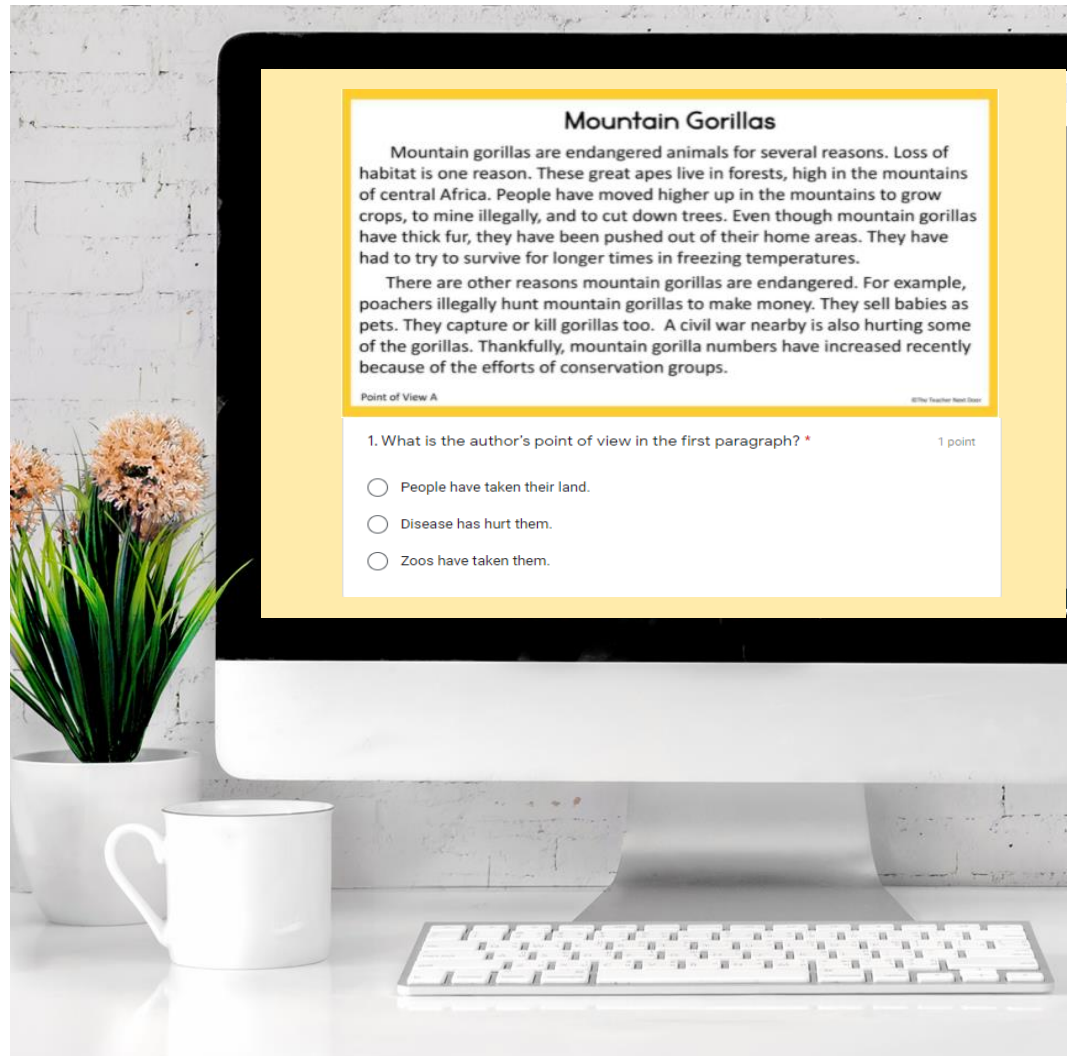 Mountain Gorillas
Mountain gorillas are endangered animals for several reasons. Loss of
habitat is one reason. These great apes live in forests, high in the mountains
of central Africa. People have moved higher up in the mountains to grow
crops, to mine illegally, and to cut down trees. Even though mountain gorillas
have thick fur, they have been pushed out of their home areas. They have
had to try to survive for longer times in freezing temperatures.
There are other reasons mountain gorillas are endangered. For example,
poachers illegally hunt mountain gorillas to make money. They sell babies as
pets. They capture or kill gorillas too. A civil war nearby is also hurting some
of the gorillas. Thankfully, mountain gorilla numbers have increased recently
because of the efforts of conservation groups.
Point of View A
©The Teacher Next Door
1. What is the author's point of view in the first paragraph? *
1 point
People have taken their land.
Disease has hurt them.
Zoos have taken them.